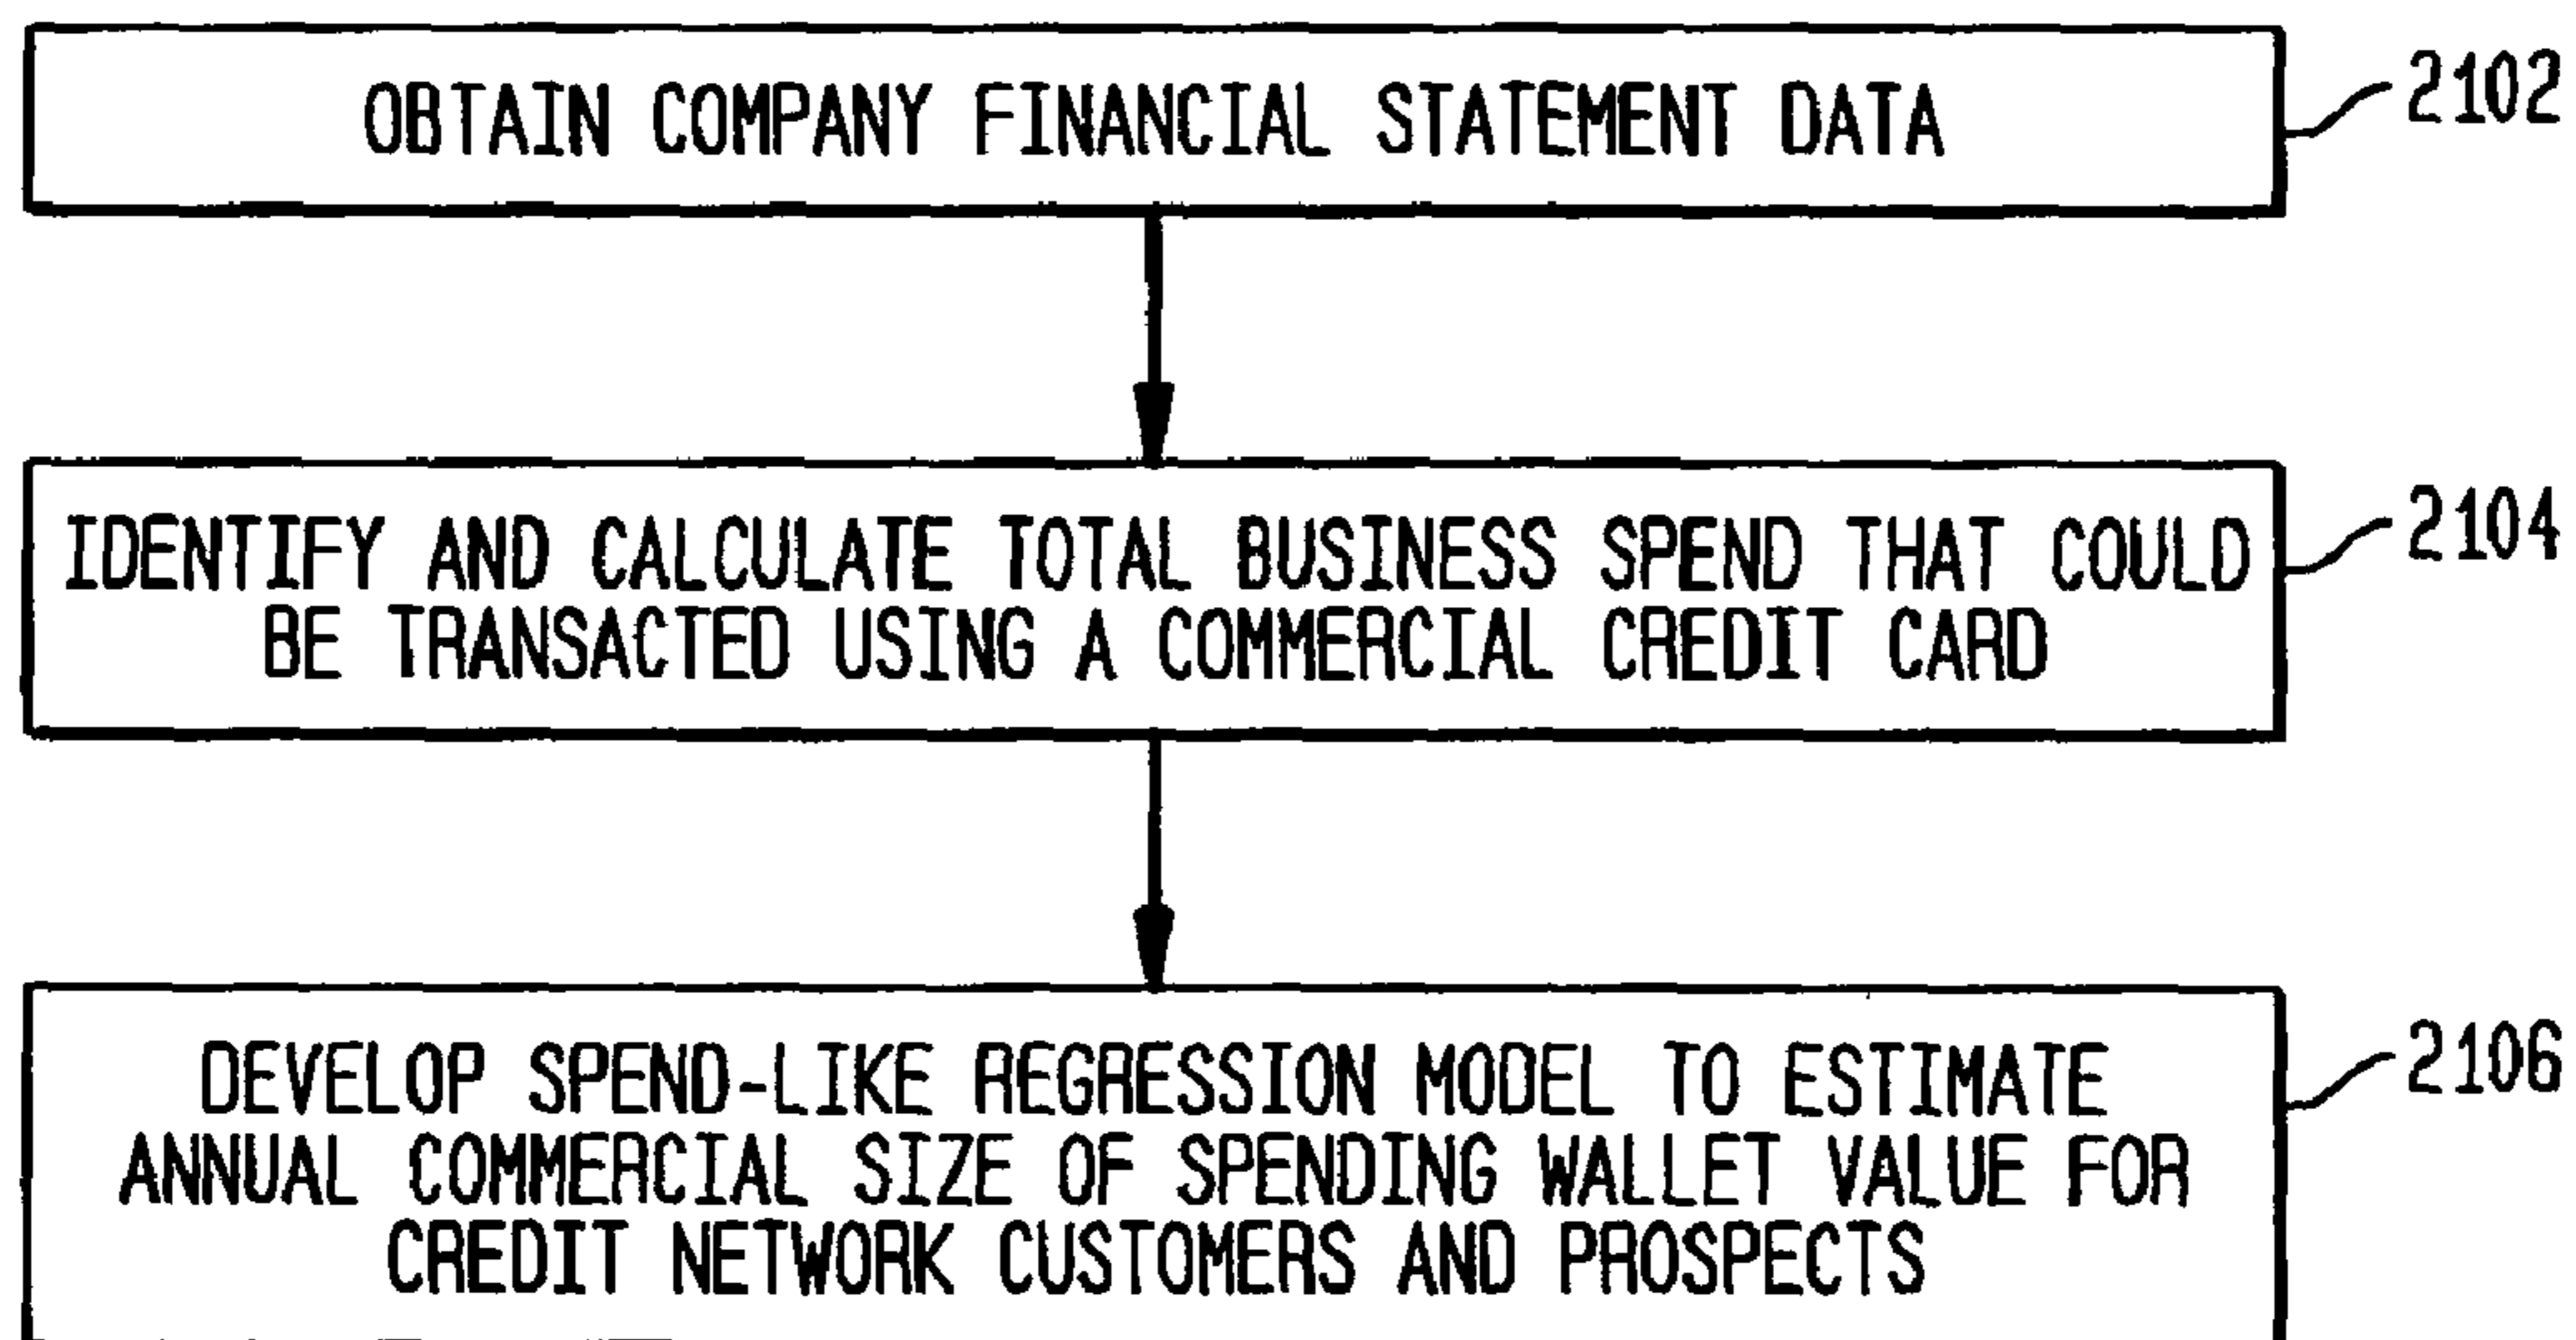 OBTAIN COMPANY FINANCIAL STATEMENT DATA
2102
IDENTIFY AND CALCULATE TOTAL BUSINESS SPEND THAT COULD
BE TRANSACTED USING A COMMERCIAL CREDIT CARD
2104
DEVELOP SPEND-LIKE REGRESSION MODEL TO ESTIMATE
ANNUAL COMMERCIAL SIZE OF SPENDING WALLET VALUE FOR
CREDIT NETWORK CUSTOMERS AND PROSPECTS
2106